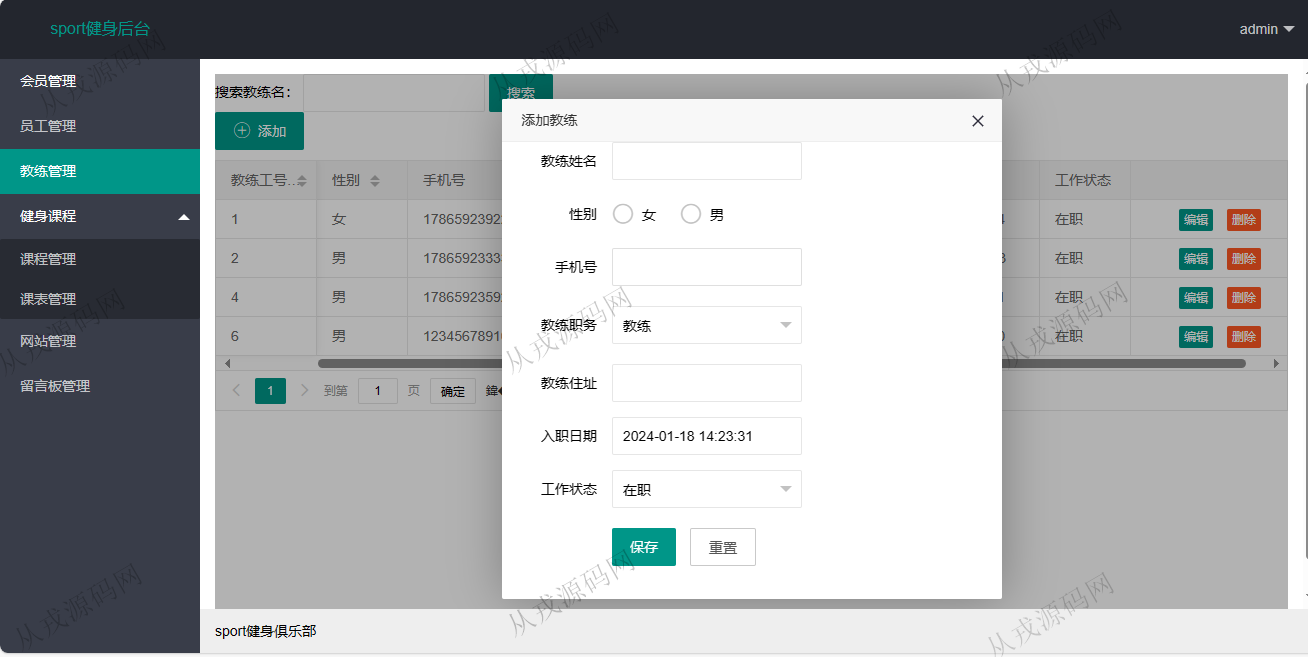 sport健身后台
admin
会员管理
员工管理
教练管理
健身课程
课程管理
课表管理
网站管理
留言板管理
搜索教练名：
搜索
添加
教练工号..
性别
手机号
工作状态
1
女
1786592392
在职
编辑
删除
2
男
1786592333
在职
编辑
删除
4
男
1786592359
在职
编辑
删除
6
男
1234567891
在职
编辑
删除
1
到第
1
页
确定
添加教练
教练姓名
性别
女
男
手机号
教练职务
教练
教练住址
入职日期
2024-01-18 14:23:31
工作状态
在职
保存
重置
sport健身俱乐部
从戎源码网
从戎源码网
从戎源码网
从戎源码网
从戎源码网
从戎源码网
从戎源码网
从戎源码网
从戎源码网